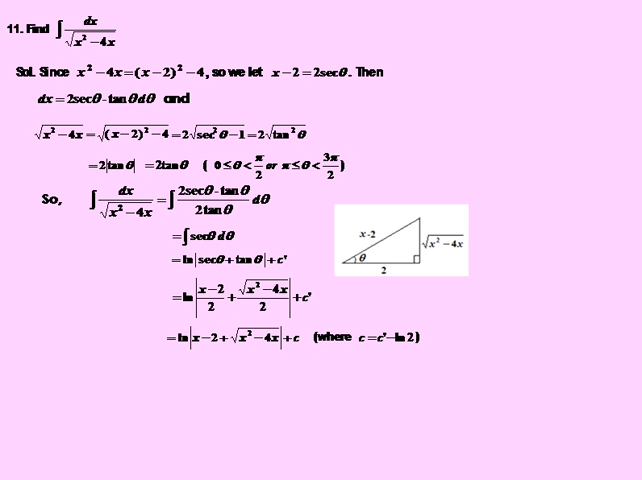 11. Find ∫ dx / √(x² − 4x)
Sol. Since x² − 4x = (x − 2)² − 4, so we let x − 2 = 2secθ. Then
dx = 2secθ · tanθ dθ and
√(x² − 4x) = √((x − 2)² − 4) = 2√(sec²θ − 1) = 2√(tan²θ)
= 2|tanθ| = 2tanθ ( 0 ≤ θ < π/2 or π ≤ θ < 3π/2 )
So, ∫ dx / √(x² − 4x) = ∫ (2secθ · tanθ) / (2tanθ) dθ
= ∫ secθ dθ
= ln|secθ + tanθ| + c'
= ln|(x − 2)/2 + √(x² − 4x)/2| + c'
= ln|x − 2 + √(x² − 4x)| + c (where c = c' − ln 2)
x-2
√(x² − 4x)
θ
2